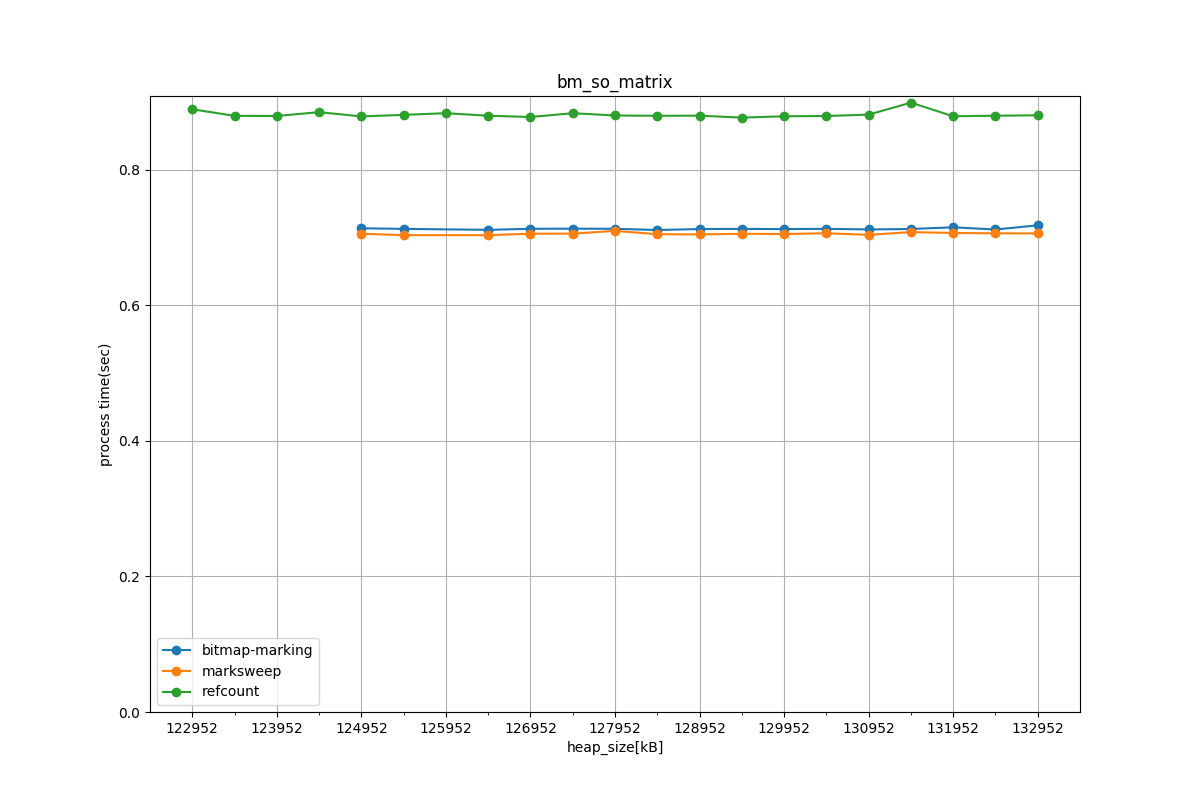 bm_so_matrix
0.8
0.6
0.4
0.2
0.0
process time(sec)
bitmap-marking
marksweep
refcount
122952 123952 124952 125952 126952 127952 128952 129952 130952 131952 132952
heap_size[kB]